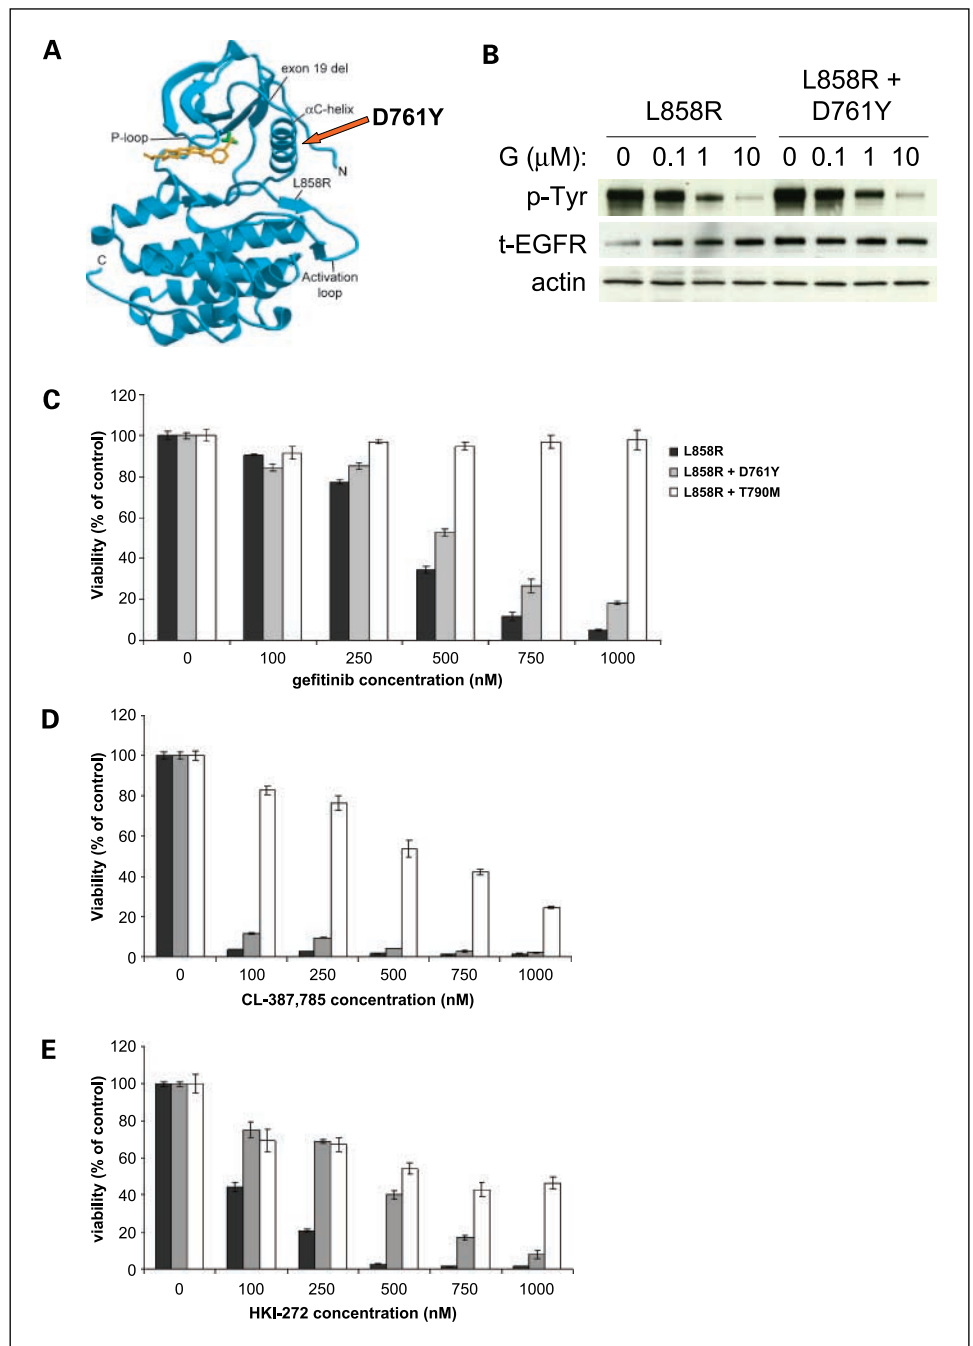 A
exon 19 del
αC-helix
D761Y
P-loop
N
L858R
C
Activation
loop
B
L858R
L858R +
D761Y
G (μM): 0 0.1 1 10 0 0.1 1 10
p-Tyr
t-EGFR
actin
C
120
100
80
60
40
20
0
Viability (% of control)
L858R
L858R + D761Y
L858R + T790M
0 100 250 500 750 1000
gefitinib concentration (nM)
D
120
100
80
60
40
20
0
Viability (% of control)
0 100 250 500 750 1000
CL-387,785 concentration (nM)
E
120
100
80
60
40
20
0
viability (% of control)
0 100 250 500 750 1000
HKI-272 concentration (nM)